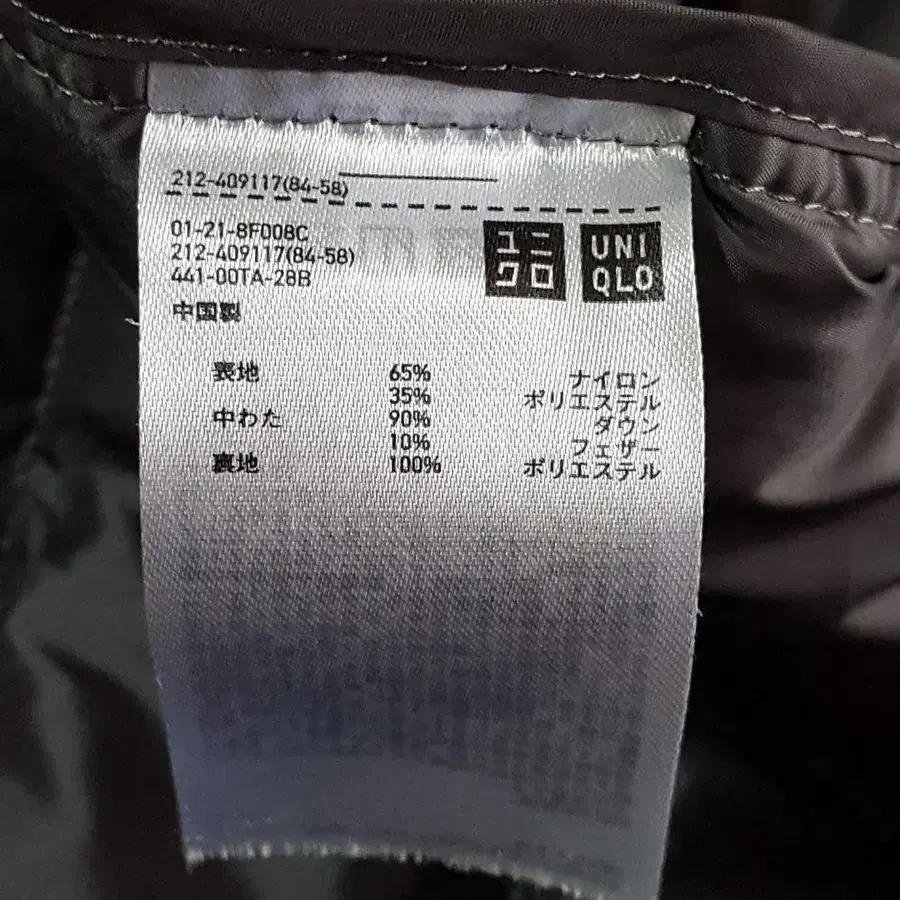 212-409117(84-58)
01-21-8F008C
212-409117(84-58)
441-00TA-28B
中国製
ユニ
クロ
UNI
QLO
表地 65% ナイロン
35% ポリエステル
中わた 90% ダウン
10% フェザー
裏地 100% ポリエステル